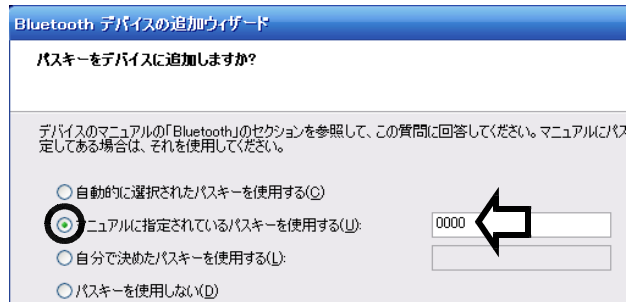 Bluetooth デバイスの追加ウィザード
パスキーをデバイスに追加しますか?
デバイスのマニュアルの「Bluetooth」のセクションを参照して、この質問に回答してください。マニュアルにパス
定してある場合は、それを使用してください。
自動的に選択されたパスキーを使用する(C)
マニュアルに指定されているパスキーを使用する(U): 0000
自分で決めたパスキーを使用する(L):
パスキーを使用しない(D)